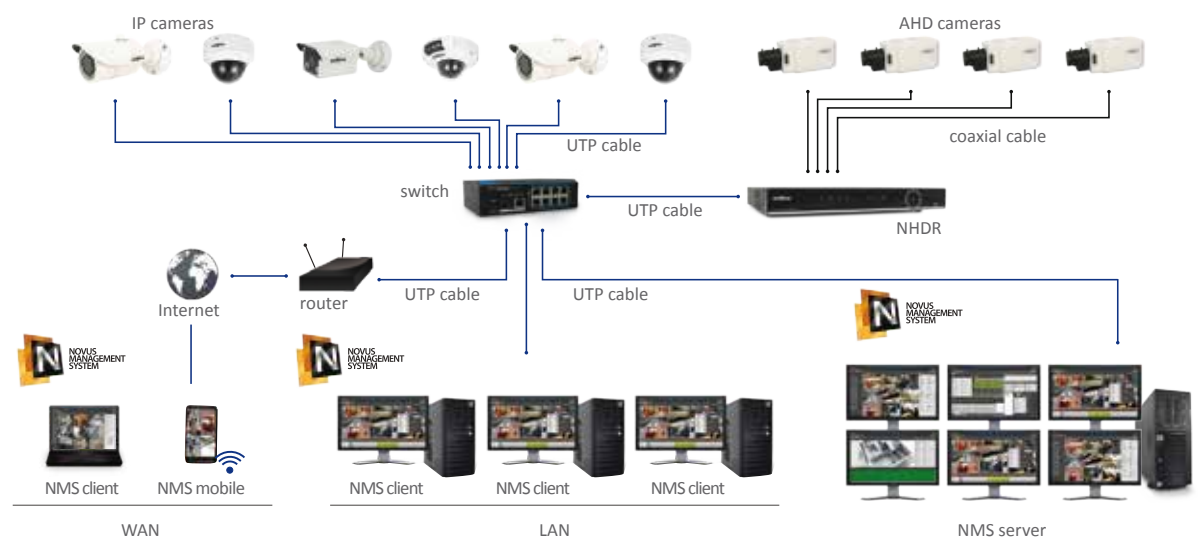 IP cameras
AHD cameras
UTP cable
coaxial cable
switch
UTP cable
NHDR
Internet
router
UTP cable
UTP cable
N
NOVUS
MANAGEMENT
SYSTEM
N
NOVUS
MANAGEMENT
SYSTEM
N
NOVUS
MANAGEMENT
SYSTEM
NMS client
NMS mobile
NMS client
NMS client
NMS client
WAN
LAN
NMS server